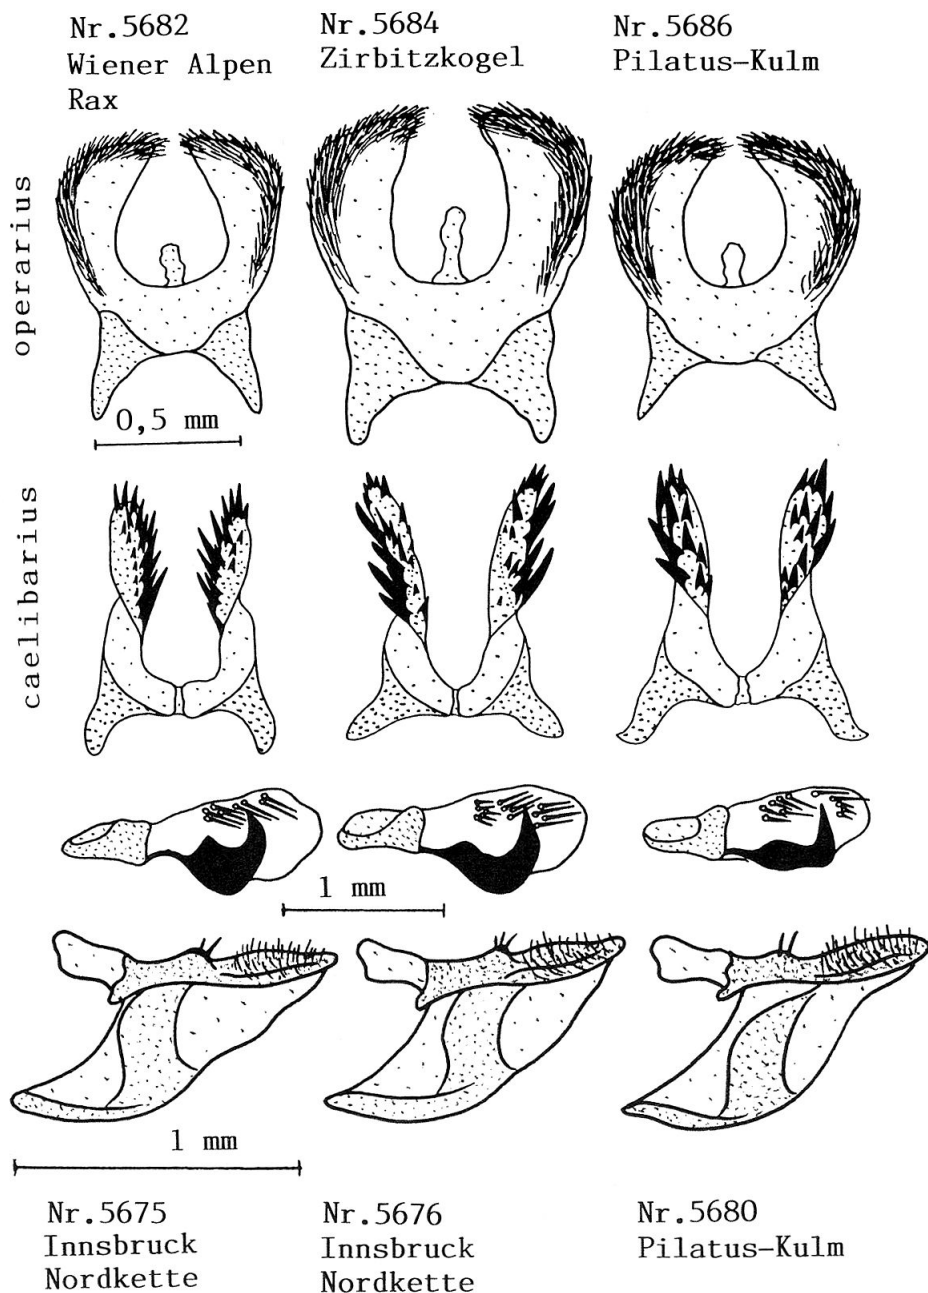 Nr.5682
Wiener Alpen
Rax
Nr.5684
Zirbitzkogel
Nr.5686
Pilatus-Kulm
operarius
0,5 mm
caelibarius
1 mm
1 mm
Nr.5675
Innsbruck
Nordkette
Nr.5676
Innsbruck
Nordkette
Nr.5680
Pilatus-Kulm